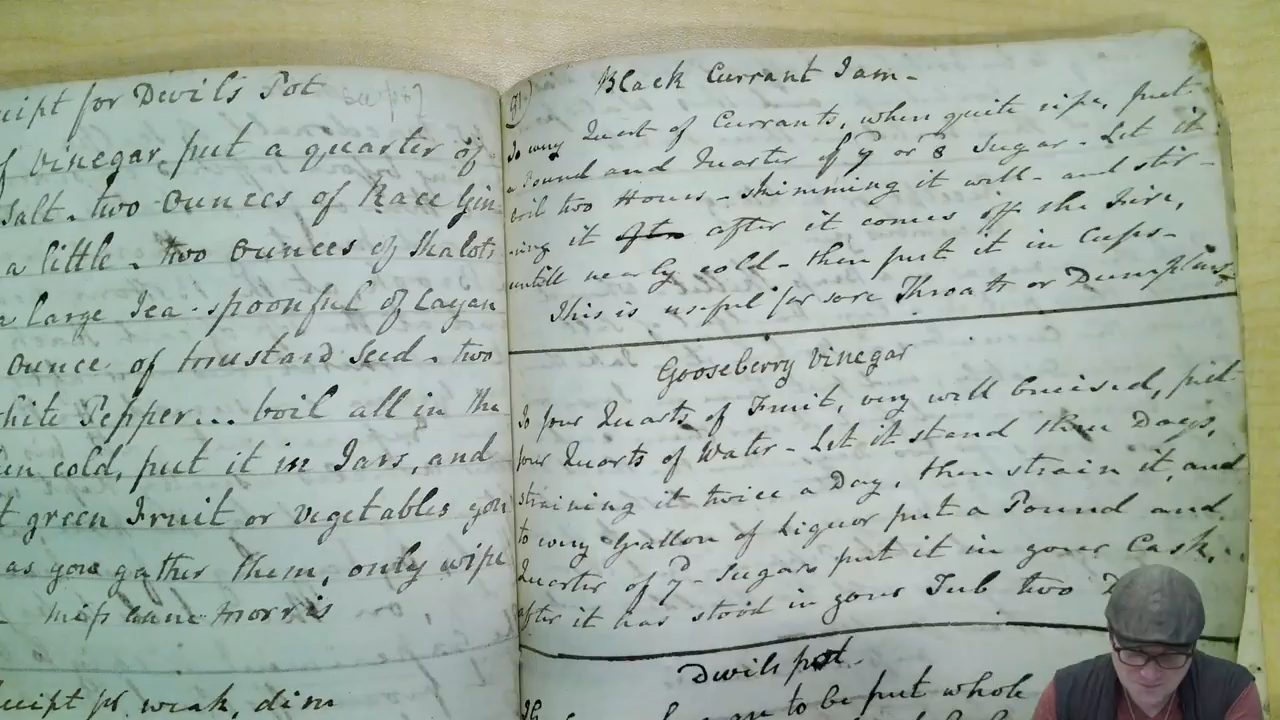 ceipt for Devil's Pot
f vinegar, put a quarter of
Salt. two ounces of Race Gin
a little. two ounces of Shalots
a large Tea-spoonful of Cayan
ounce of mustard seed. two
hite Pepper... boil all in the
en cold, put it in Jars, and
t green Fruit or vegetables you
as you gather them, only wipe
miss anne morris
ceipt for weak, dim
91.) Black Currant Jam-
To every Quart of Currants, when quite ripe, put
a Pound and Quarter of 7 or 8 Sugar. Let it
boil two Hours - skimming it well - and stir-
-ing it after it comes off the Fire,
untill nearly cold - then put it in Cups-
This is useful for sore Throats or Dumplins
Gooseberry Vinegar
To four Quarts of Fruit, very well bruised, put
four Quarts of Water - Let it stand three Days,
straining it twice a Day, then strain it, and
to every Gallon of Liquor put a Pound and
Quarter of 7 Sugar put it in your Cask,
after it has stood in your Tub two D
Devils pot.
to be put whole